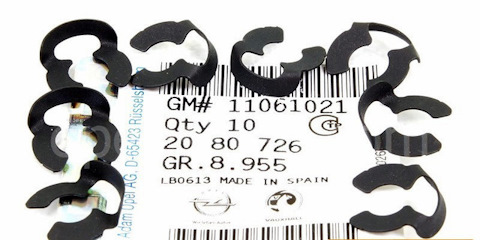 GM# 11061021
Qty 10
20 80 726
GR.8.955
LB0613 MADE IN SPAIN
Adam Opel AG, D-65423 Rüsselsheim